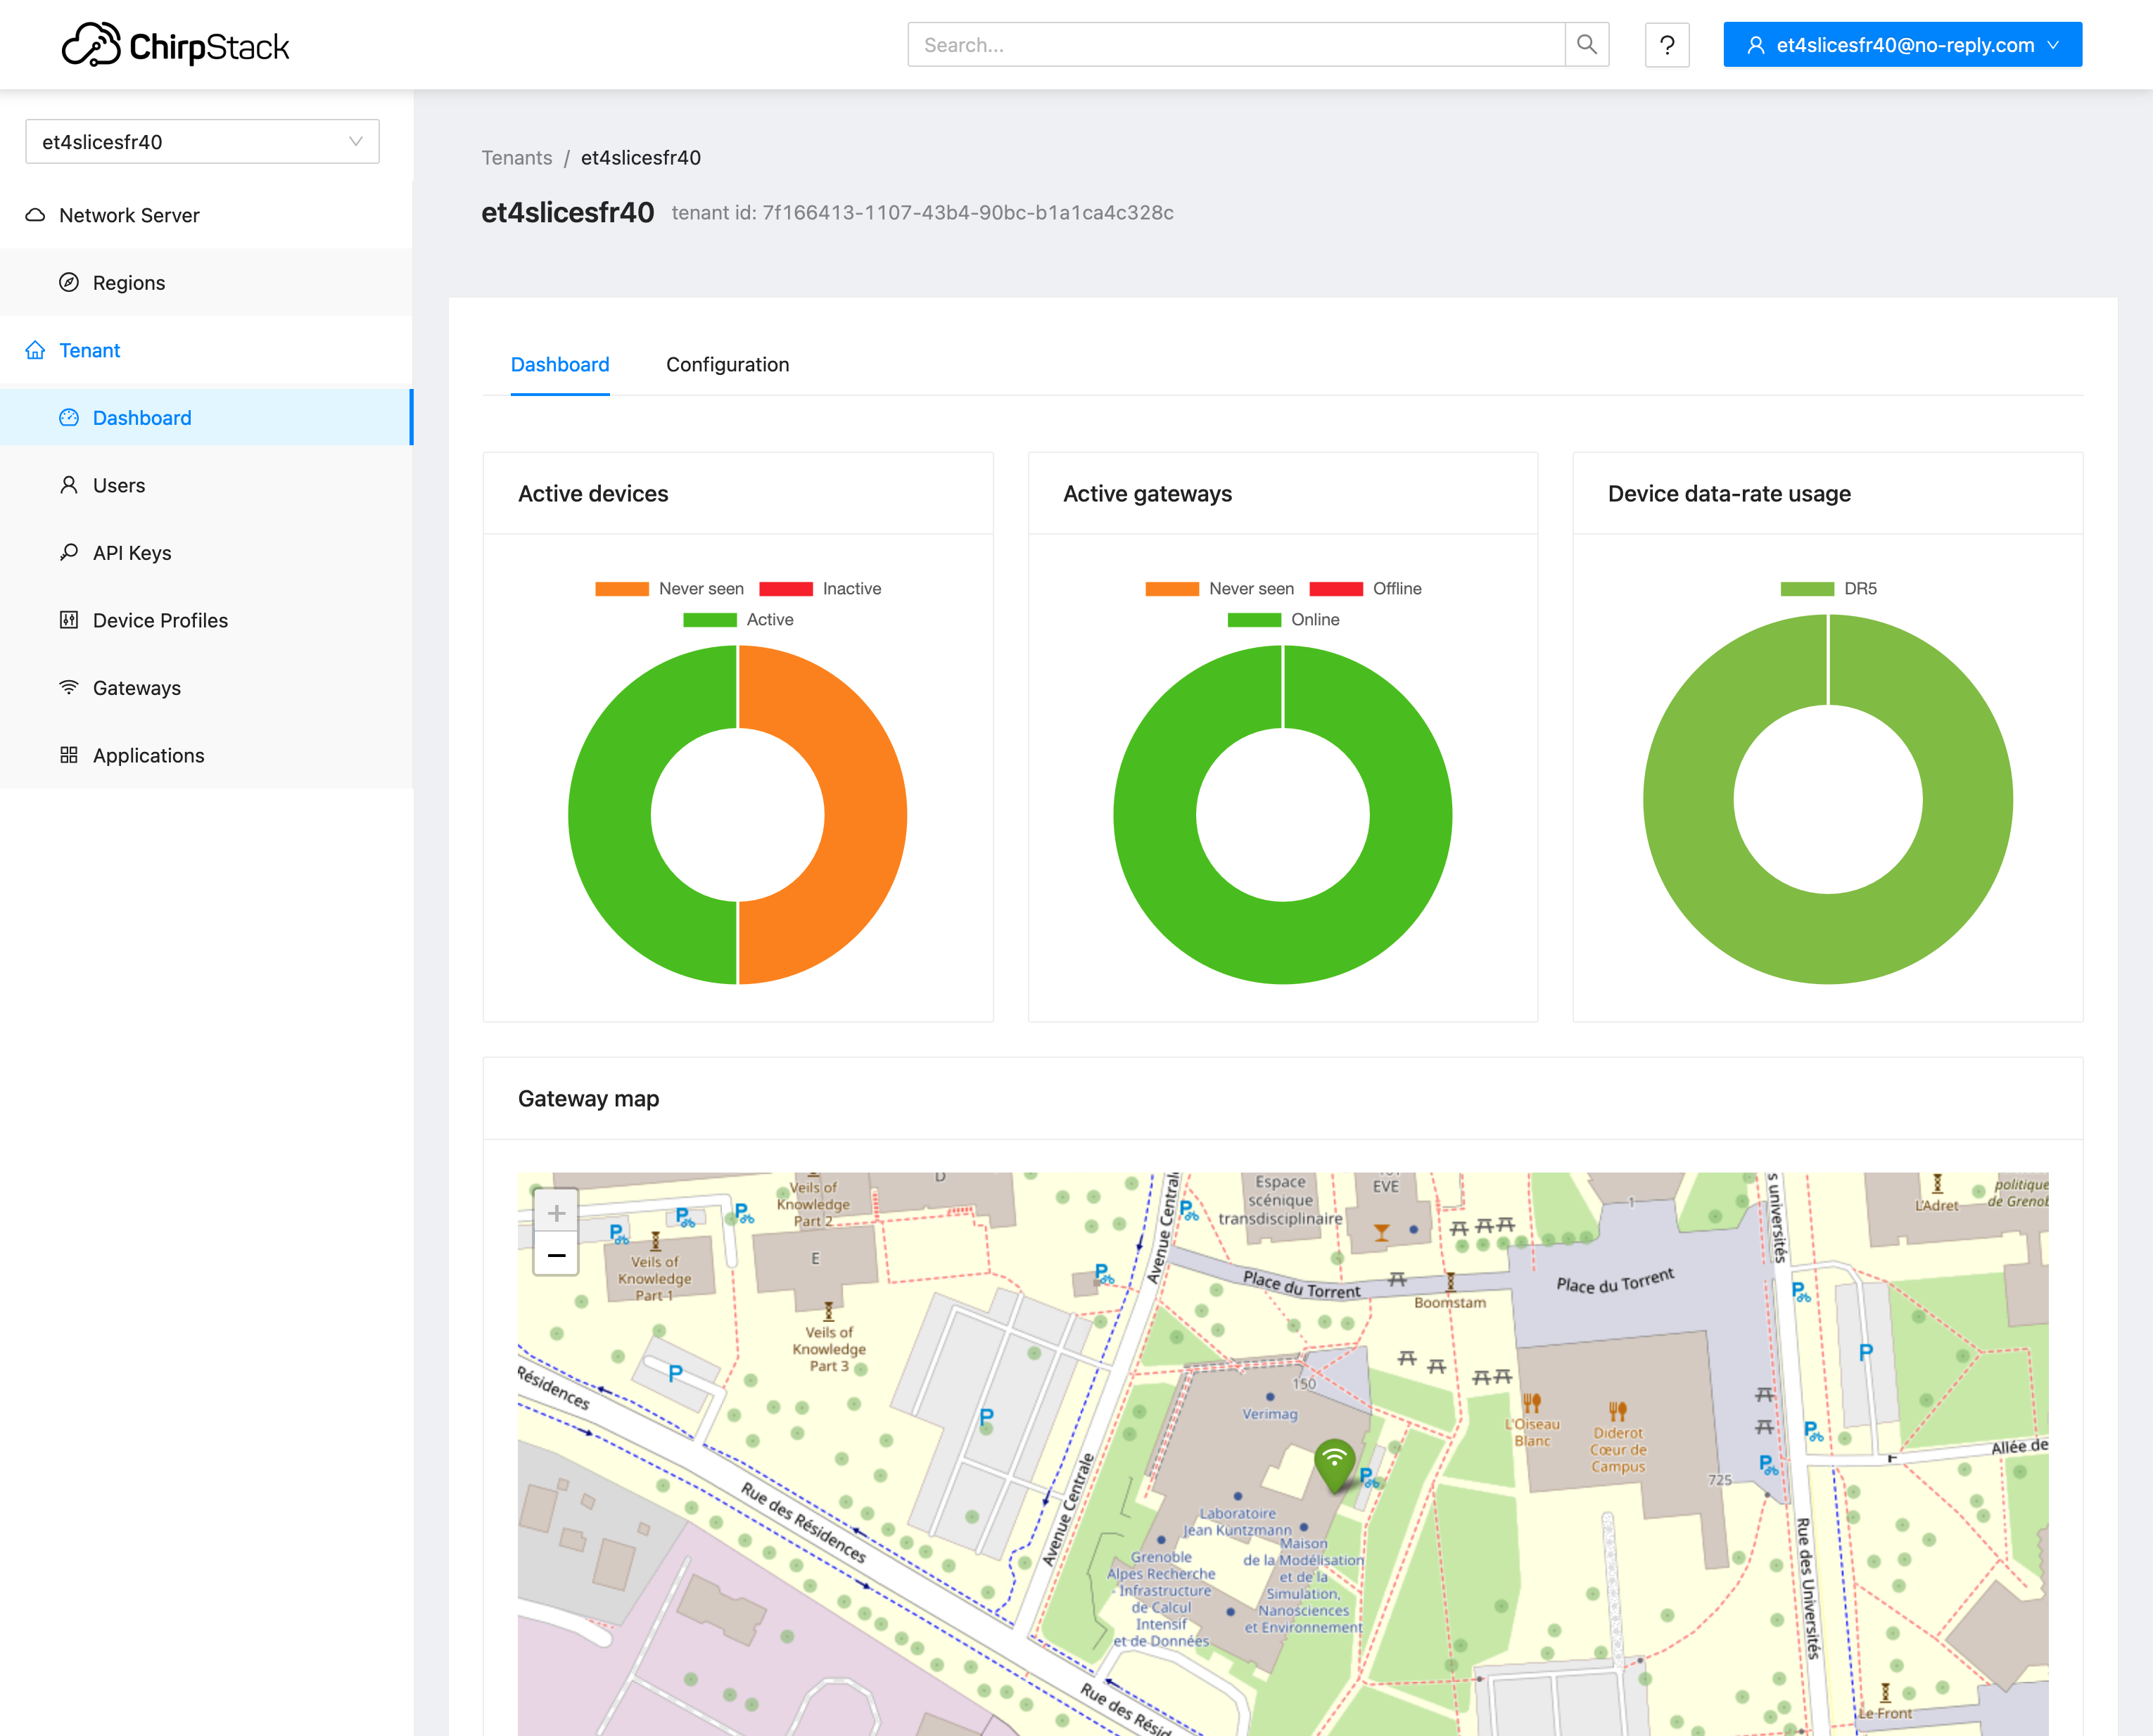 ChirpStack
Search...
?
et4slicesfr40@no-reply.com
et4slicesfr40
Network Server
Regions
Tenant
Dashboard
Users
API Keys
Device Profiles
Gateways
Applications
Tenants / et4slicesfr40
et4slicesfr40 tenant id: 7f166413-1107-43b4-90bc-b1a1ca4c328c
Dashboard Configuration
Active devices
Never seen Inactive
Active
Active gateways
Never seen Offline
Online
Device data-rate usage
DR5
Gateway map
+
−
Veils of
Knowledge
Part 2
D
Veils of
Knowledge
Part 1
E
Veils of
Knowledge
Part 3
P
P
Résidences
Rue des Résidences
Rue des Résid
Avenue Centrale
Avenue Centrale
Espace
scénique
transdisciplinaire
EVE
Place du Torrent
Boomstam
Place du Torrent
1
150
Verimag
Laboratoire
Jean Kuntzmann
Maison
de la Modélisation
et de la
Simulation,
Nanosciences
et Environnement
Grenoble
Alpes Recherche
Infrastructure
de Calcul
Intensif
et de Données
L'Oiseau
Blanc
Diderot
Cœur de
Campus
725
s universités
Rue des Universités
L'Adret
politique
de Grenob
P
Allée de
Le Front